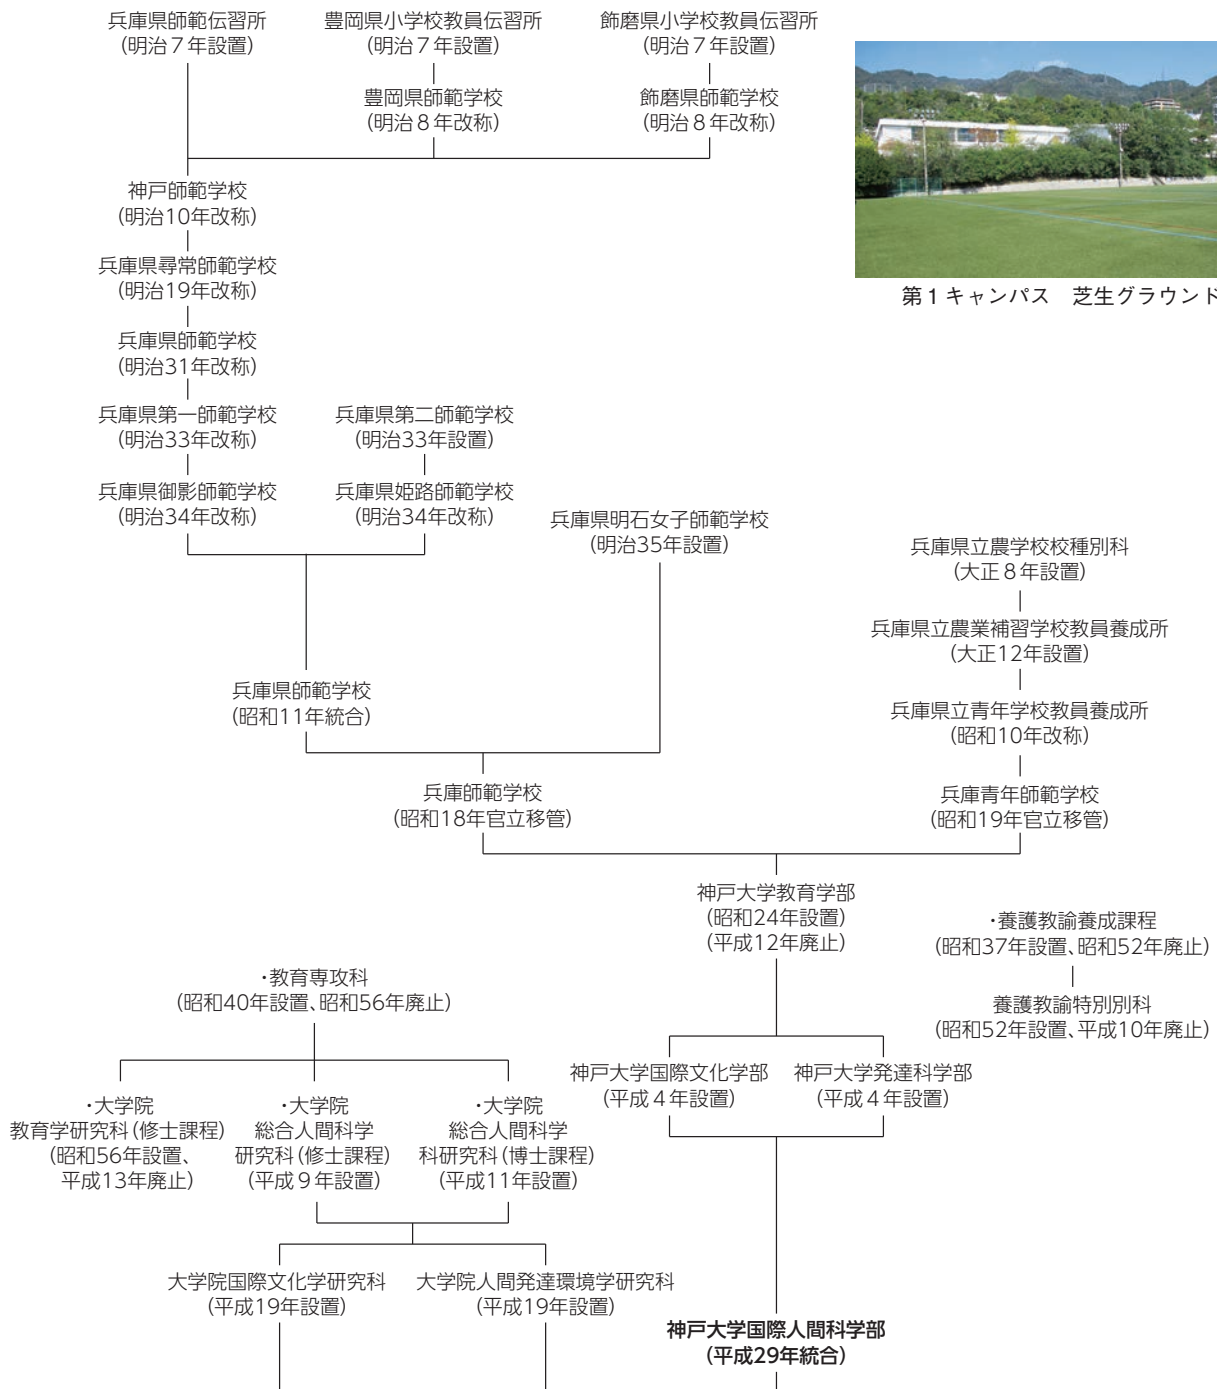 兵庫県師範伝習所
(明治７年設置)
豊岡県小学校教員伝習所
(明治７年設置)
飾磨県小学校教員伝習所
(明治７年設置)
豊岡県師範学校
(明治８年改称)
飾磨県師範学校
(明治８年改称)
神戸師範学校
(明治10年改称)
兵庫県尋常師範学校
(明治19年改称)
第１キャンパス　芝生グラウンド
兵庫県師範学校
(明治31年改称)
兵庫県第一師範学校
(明治33年改称)
兵庫県第二師範学校
(明治33年設置)
兵庫県御影師範学校
(明治34年改称)
兵庫県姫路師範学校
(明治34年改称)
兵庫県明石女子師範学校
(明治35年設置)
兵庫県立農学校校種別科
(大正８年設置)
兵庫県立農業補習学校教員養成所
(大正12年設置)
兵庫県師範学校
(昭和11年統合)
兵庫県立青年学校教員養成所
(昭和10年改称)
兵庫師範学校
(昭和18年官立移管)
兵庫青年師範学校
(昭和19年官立移管)
神戸大学教育学部
(昭和24年設置)
(平成12年廃止)
・養護教諭養成課程
(昭和37年設置、昭和52年廃止)
養護教諭特別別科
(昭和52年設置、平成10年廃止)
・教育専攻科
(昭和40年設置、昭和56年廃止)
神戸大学国際文化学部
(平成４年設置)
神戸大学発達科学部
(平成４年設置)
・大学院
教育学研究科(修士課程)
(昭和56年設置、
平成13年廃止)
・大学院
総合人間科学
研究科(修士課程)
(平成９年設置)
・大学院
総合人間科学
科研究科(博士課程)
(平成11年設置)
大学院国際文化学研究科
(平成19年設置)
大学院人間発達環境学研究科
(平成19年設置)
神戸大学国際人間科学部
(平成29年統合)